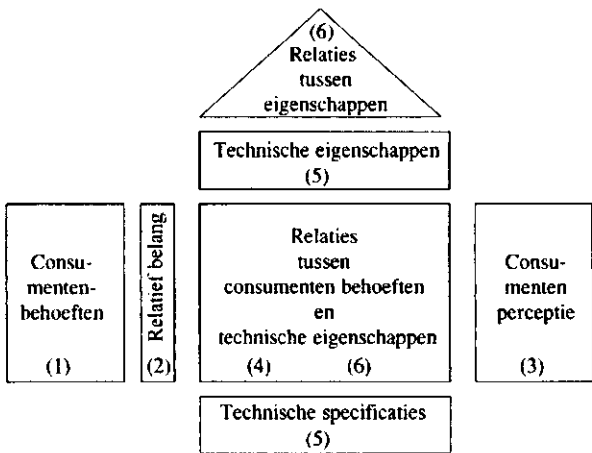 (6)
Relaties
tussen
eigenschappen
Technische eigenschappen
(5)
Consu-
menten-
behoeften
(1)
Relatief belang
(2)
Relaties
tussen
consumenten behoeften
en
technische eigenschappen
(4) (6)
Consu-
menten
perceptie
(3)
Technische specificaties
(5)